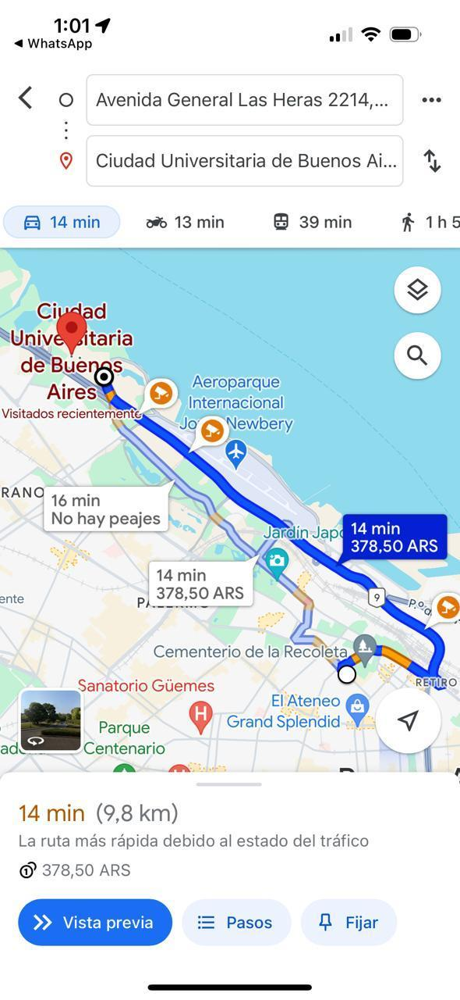 1:01
◀ WhatsApp
Avenida General Las Heras 2214,...
Ciudad Universitaria de Buenos Ai...
14 min
13 min
39 min
1 h 5
Ciudad
Universitaria
de Buenos
Aires
Visitados recientemente
Aeroparque
Internacional
Jorge Newbery
RANO
16 min
No hay peajes
Jardín Japo
14 min
378,50 ARS
14 min
378,50 ARS
9
PALERMO
ente
Cementerio de la Recoleta
RETIRO
Sanatorio Güemes
H
El Ateneo
Grand Splendid
Parque
Centenario
14 min (9,8 km)
La ruta más rápida debido al estado del tráfico
378,50 ARS
Vista previa
Pasos
Fijar